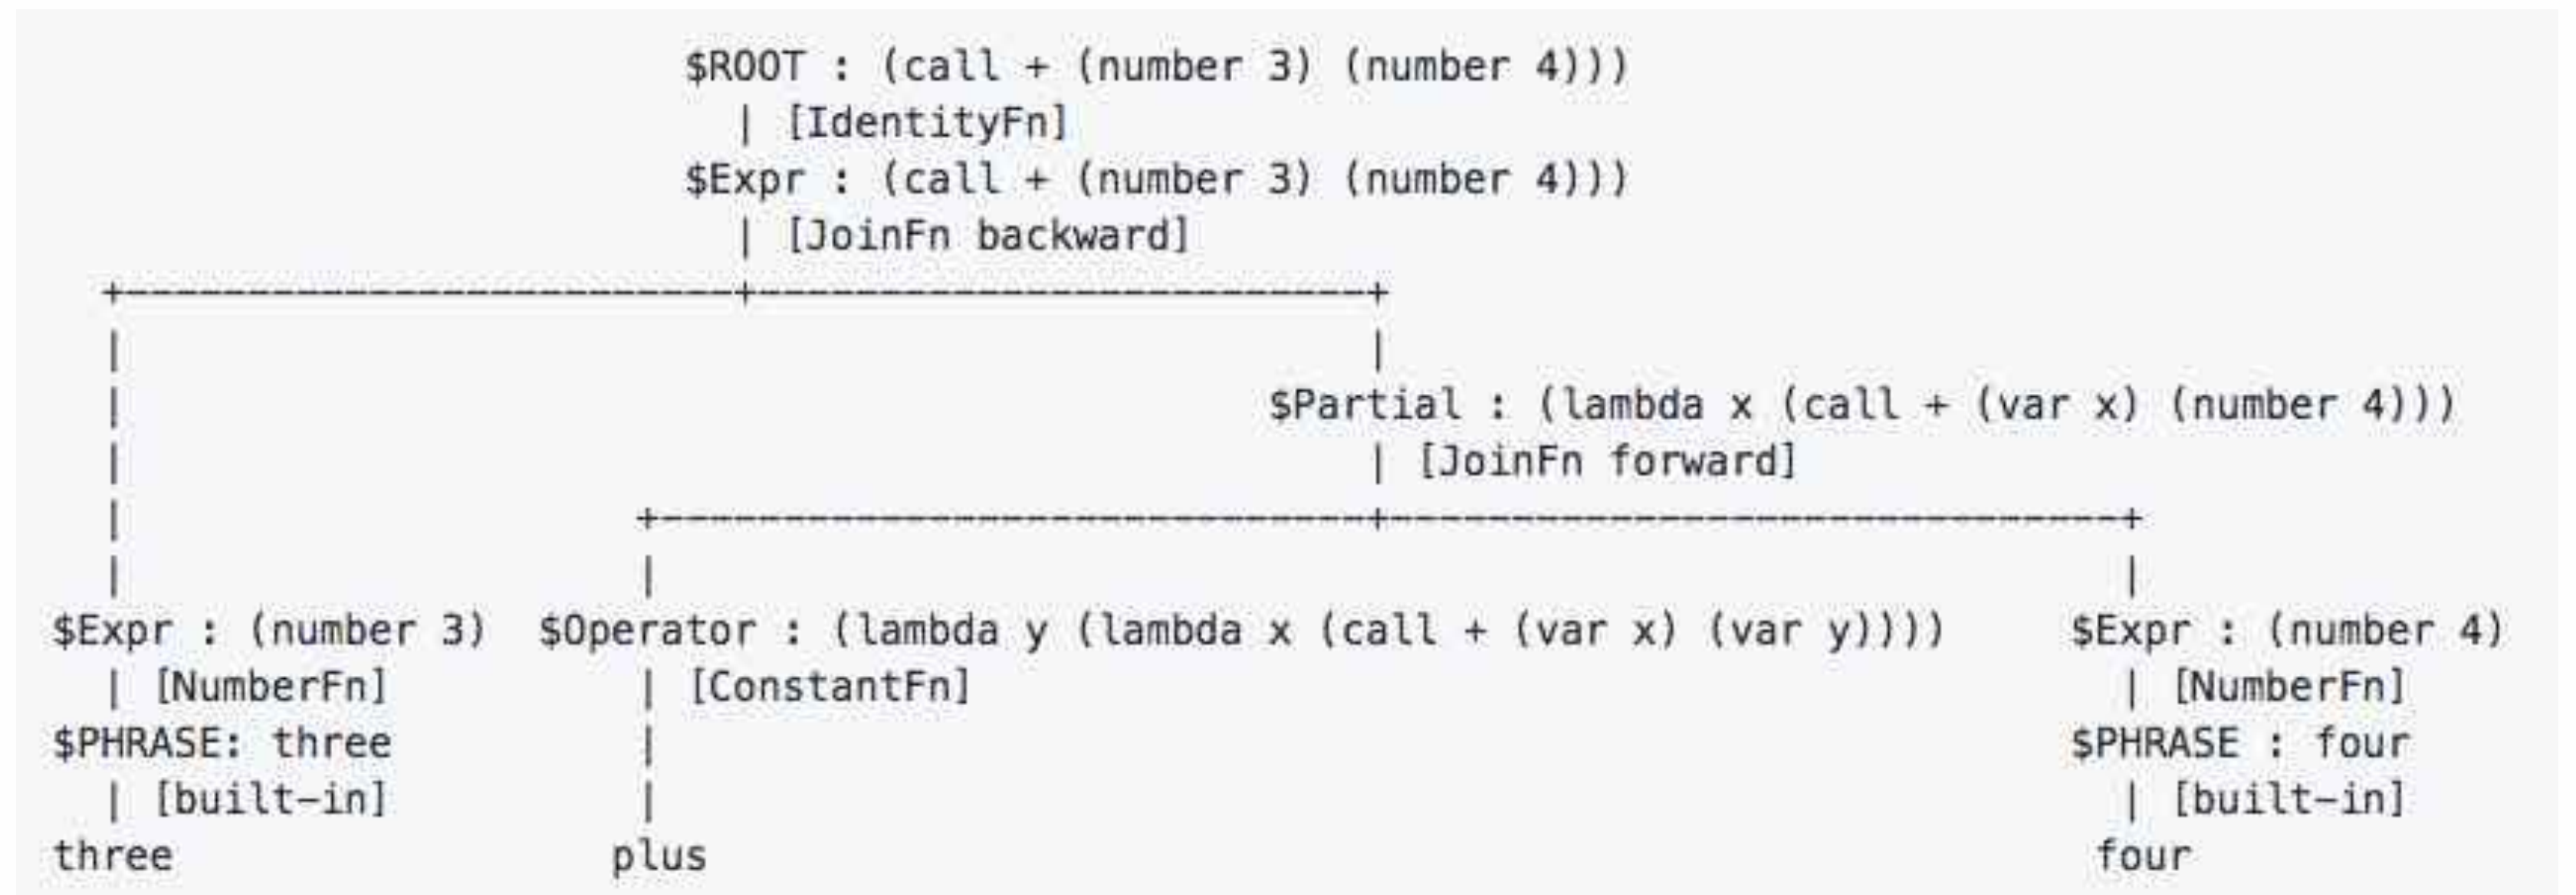 $ROOT : (call + (number 3) (number 4)))
| [IdentityFn]
$Expr : (call + (number 3) (number 4)))
| [JoinFn backward]
+-------------------------+-------------------------+
| |
| $Partial : (lambda x (call + (var x) (number 4)))
| | [JoinFn forward]
| +------------------------------+------------------------------+
| | |
$Expr : (number 3) $Operator : (lambda y (lambda x (call + (var x) (var y)))) $Expr : (number 4)
| [NumberFn] | [ConstantFn] | [NumberFn]
$PHRASE: three | $PHRASE : four
| [built-in] | | [built-in]
three plus four